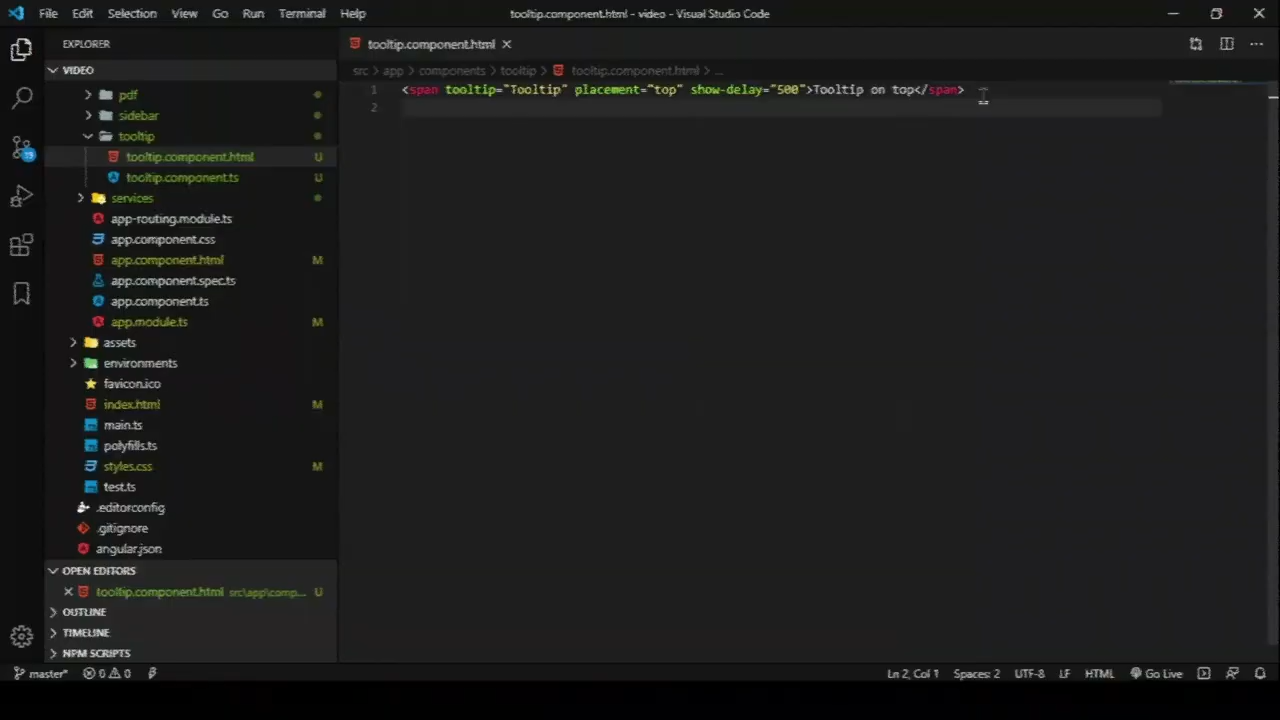 File Edit Selection View Go Run Terminal Help
tooltip.component.html - video - Visual Studio Code
EXPLORER
tooltip.component.html
VIDEO
src > app > components > tooltip > tooltip.component.html > ...
pdf
sidebar
tooltip
tooltip.component.html U
tooltip.component.ts U
services
app-routing.module.ts
app.component.css
app.component.html M
app.component.spec.ts
app.component.ts
app.module.ts M
assets
environments
favicon.ico
index.html M
main.ts
polyfills.ts
styles.css M
test.ts
.editorconfig
.gitignore
angular.json
OPEN EDITORS
tooltip.component.html src\app\comp... U
OUTLINE
TIMELINE
NPM SCRIPTS
1 <span tooltip="Tooltip" placement="top" show-delay="500">Tooltip on top</span>
2
master* 0 0
Ln 2, Col 1 Spaces: 2 UTF-8 LF HTML Go Live